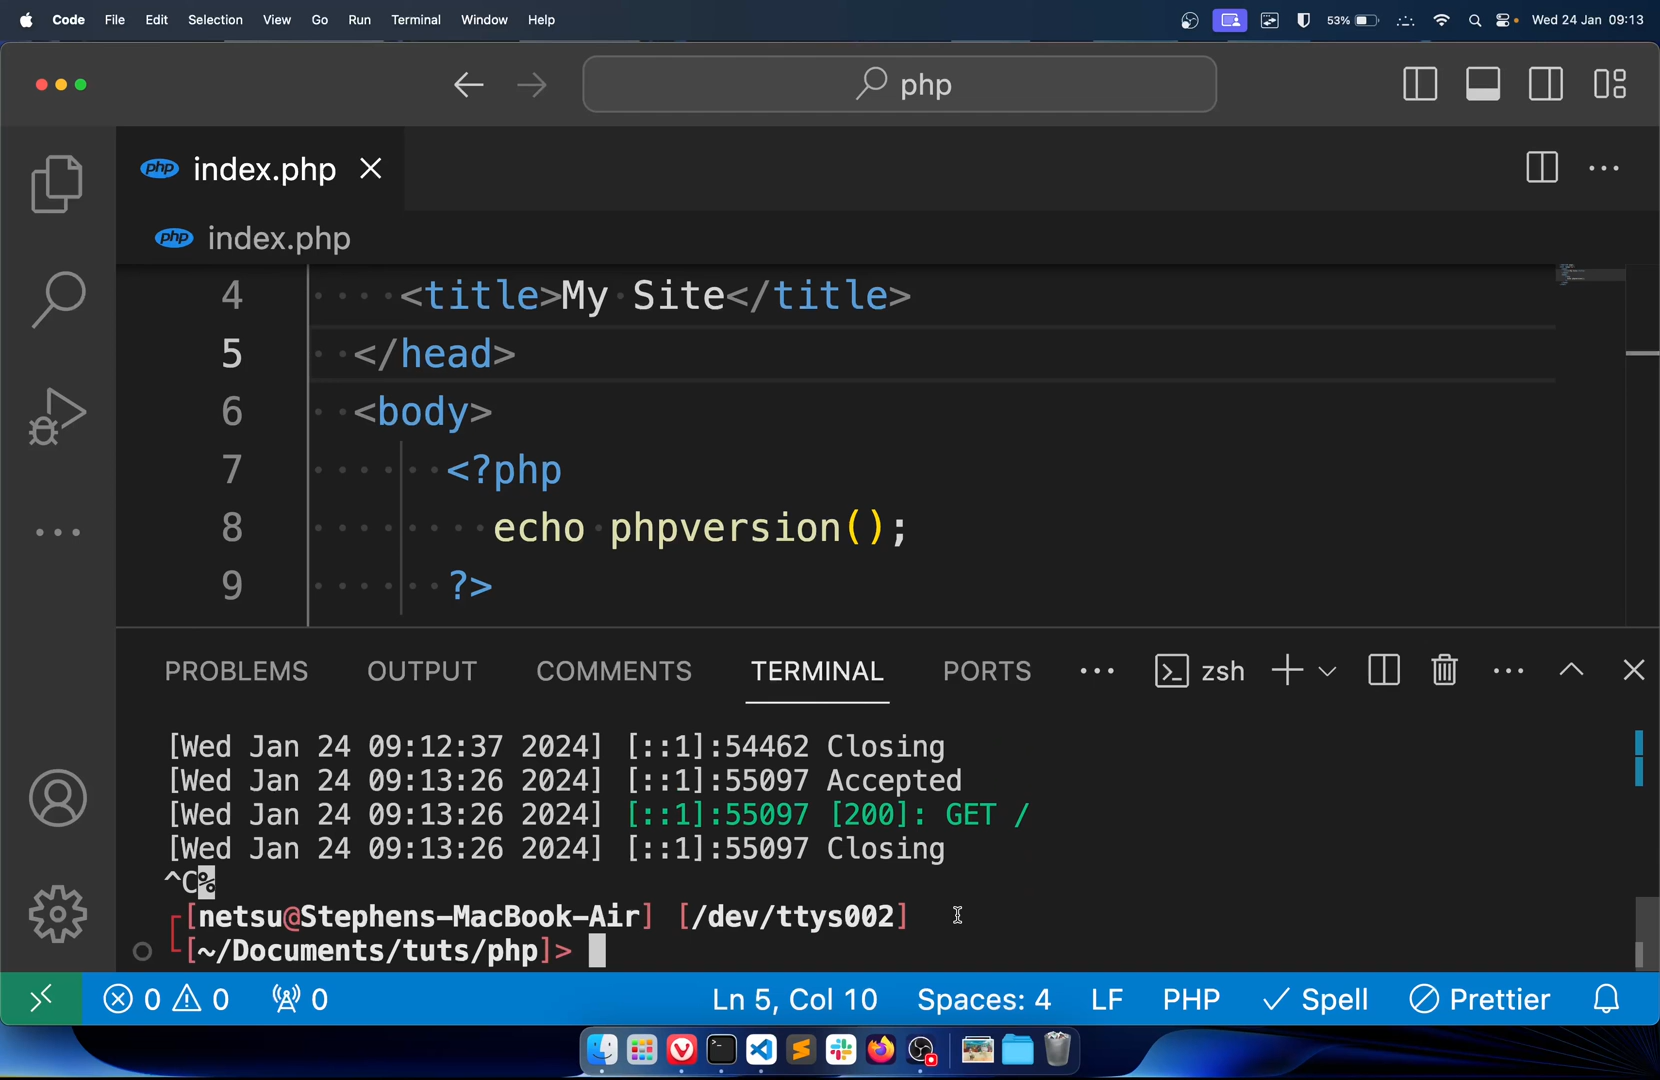 Code File Edit Selection View Go Run Terminal Window Help 53% Wed 24 Jan 09:13
php
php index.php
php index.php
4 <title>My Site</title>
5 </head>
6 <body>
7 <?php
8 echo phpversion();
9 ?>
PROBLEMS OUTPUT COMMENTS TERMINAL PORTS zsh
[Wed Jan 24 09:12:37 2024] [::1]:54462 Closing
[Wed Jan 24 09:13:26 2024] [::1]:55097 Accepted
[Wed Jan 24 09:13:26 2024] [::1]:55097 [200]: GET /
[Wed Jan 24 09:13:26 2024] [::1]:55097 Closing
^C%
[netsu@Stephens-MacBook-Air] [/dev/ttys002]
[~/Documents/tuts/php]>
0 0 0 Ln 5, Col 10 Spaces: 4 LF PHP Spell Prettier